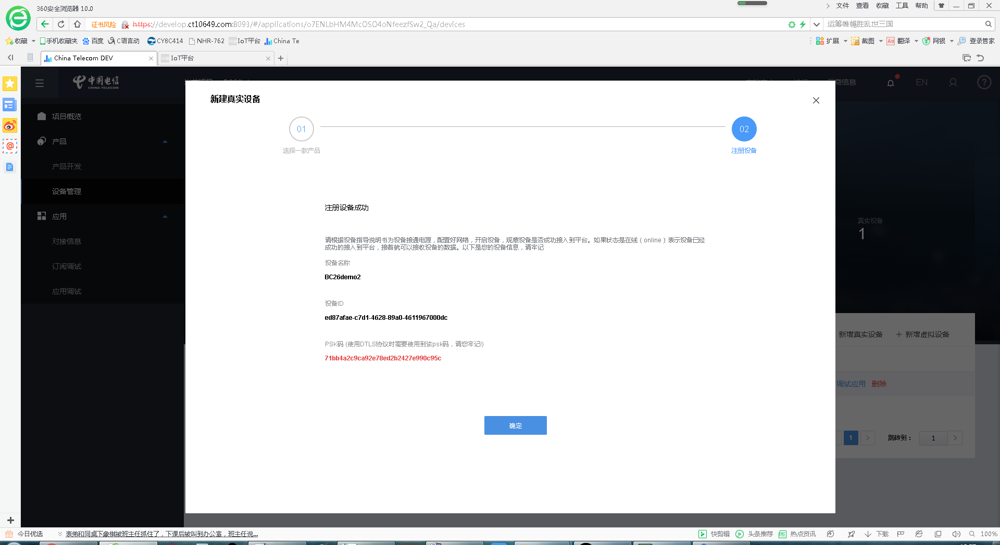 360安全浏览器 10.0
文件 查看 收藏 工具 帮助
证书风险 https://develop.ct10649.com:8093/#/applications/o7ENLbHM4McOSO4oNfeezfSw2_Qa/devices
运筹帷幄胜乱世三国
收藏 手机收藏夹 百度 C语言动 CY8C414 NHR-762 IoT平台 China Te
扩展 截图 翻译 网银 登录管家
China Telecom DEV
IoT平台
中国电信
CHINA TELECOM
商信息
EN
项目概览
产品
产品开发
设备管理
应用
对接信息
订阅调试
应用调试
新建真实设备
01
02
选择一款产品
注册设备
注册设备成功
请根据设备指导说明书为设备接通电源，配置好网络，开启设备，观察设备是否成功接入到平台。如果状态是在线（online）表示设备已经
成功的接入到平台，接着就可以接收设备的数据。以下是您的设备信息，请牢记
设备名称
BC26demo2
设备ID
ed87afae-c7d1-4628-89a0-4611967000dc
PSK码 (使用DTLS协议时需要使用到该psk码，请您牢记!)
71bb4a2c9ca92e78ed2b2427e990c95c
确定
真实设备
1
新增真实设备 + 新增虚拟设备
调试应用 删除
1 > 跳转到： 1 >
今日优选 表弟和同桌下象棋被班主任抓住了，下课后被叫到办公室，班主任说...
快剪辑 头条推荐 热点资讯 下载 100%